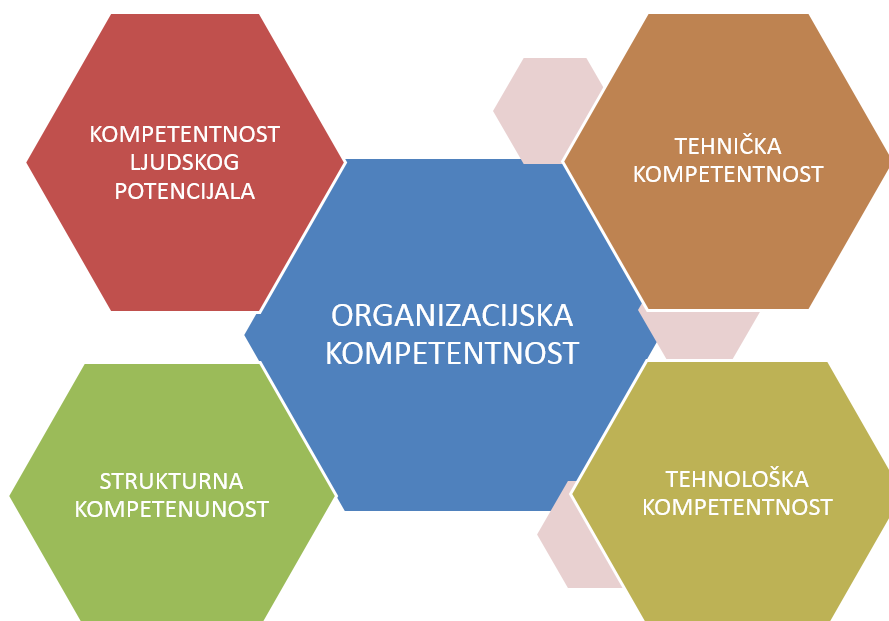 KOMPETENTNOST
LJUDSKOG
POTENCIJALA
TEHNIČKA
KOMPETENTNOST
ORGANIZACIJSKA
KOMPETENTNOST
STRUKTURNA
KOMPETENUNOST
TEHNOLOŠKA
KOMPETENTNOST